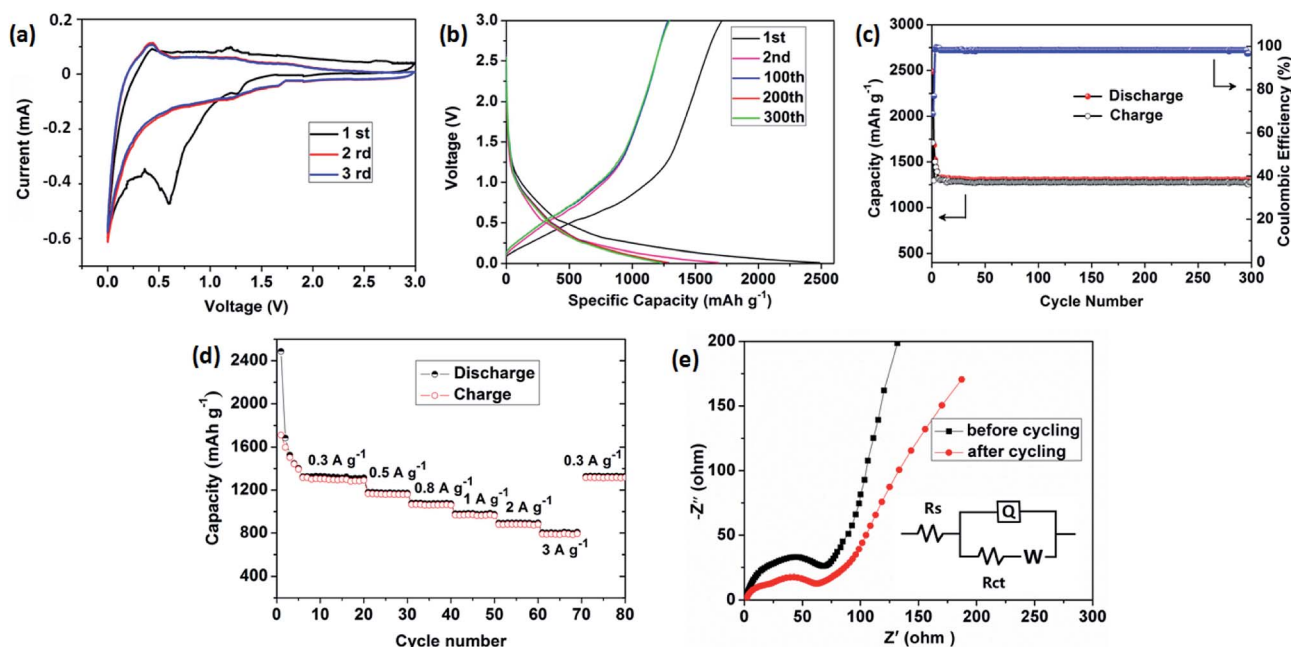 (a)
0.2
0.1
0
-0.2
-0.4
-0.6
0.0 0.5 1.0 1.5 2.0 2.5 3.0
Current (mA)
Voltage (V)
1 st
2 rd
3 rd
(b)
3.0
2.5
2.0
1.5
1.0
0.5
0.0
0 500 1000 1500 2000 2500
Voltage (V)
Specific Capacity (mAh g⁻¹)
1st
2nd
100th
200th
300th
(c)
3000
2750
2500
2250
1500
1250
1000
750
500
0 50 100 150 200 250 300
100
80
60
40
20
0
Capacity (mAh g⁻¹)
Coulombic Efficiency (%)
Cycle Number
Discharge
Charge
(d)
2400
2000
1600
1200
800
400
0 10 20 30 40 50 60 70 80
Capacity (mAh g⁻¹)
Cycle number
Discharge
Charge
0.3 A g⁻¹
0.5 A g⁻¹
0.8 A g⁻¹
1 A g⁻¹
2 A g⁻¹
3 A g⁻¹
0.3 A g⁻¹
(e)
200
150
100
50
0
0 50 100 150 200 250 300
-Z″ (ohm)
Z′ (ohm )
before cycling
after cycling
Rs
Q
Rct
W